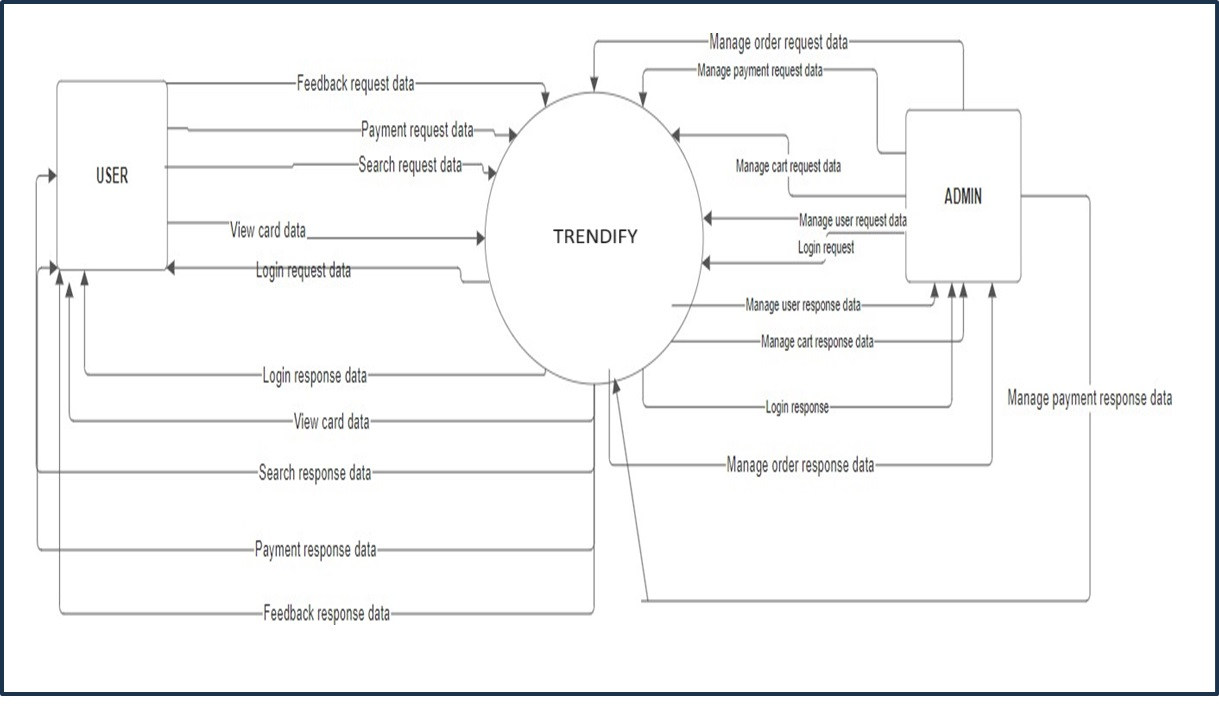 Manage order request data
Manage payment request data
Feedback request data
Payment request data
Search request data
Manage cart request data
USER
ADMIN
View card data
Manage user request data
TRENDIFY
Login request
Login request data
Manage user response data
Manage cart response data
Login response data
Manage payment response data
Login response
View card data
Manage order response data
Search response data
Payment response data
Feedback response data